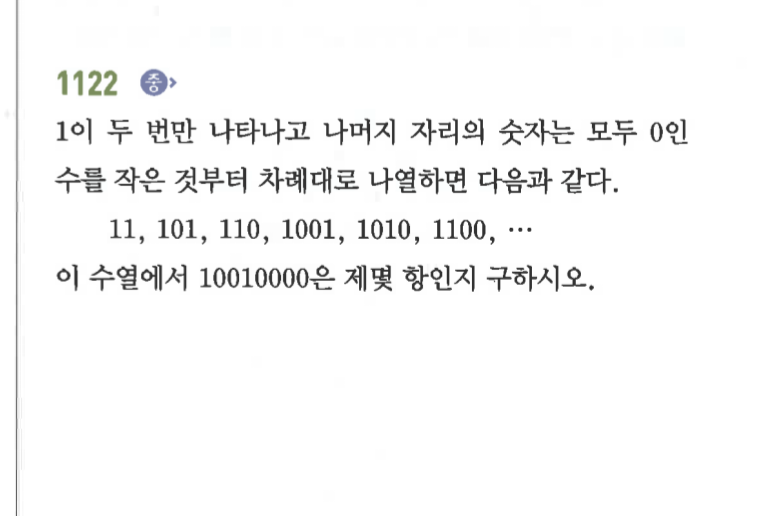 1122 중
1이 두 번만 나타나고 나머지 자리의 숫자는 모두 0인
수를 작은 것부터 차례대로 나열하면 다음과 같다.
11, 101, 110, 1001, 1010, 1100, ⋯
이 수열에서 10010000은 제몇 항인지 구하시오.